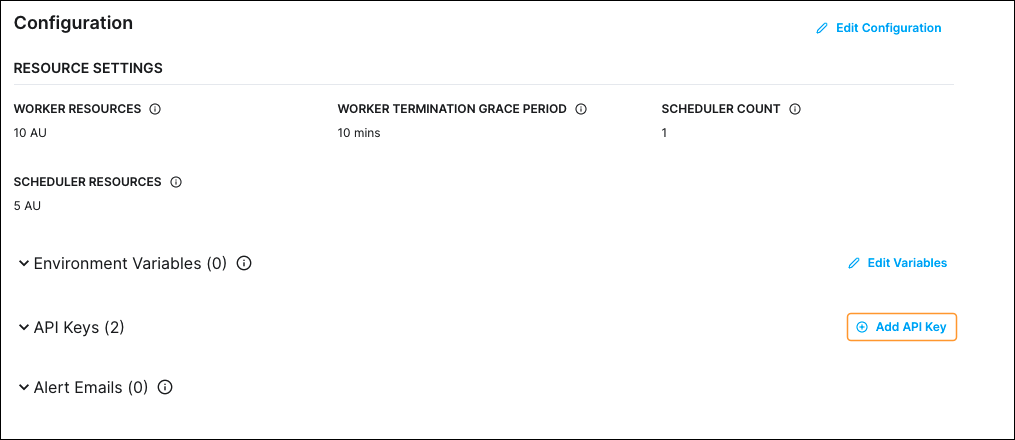 Configuration
Edit Configuration
RESOURCE SETTINGS
WORKER RESOURCES
WORKER TERMINATION GRACE PERIOD
SCHEDULER COUNT
10 AU
10 mins
1
SCHEDULER RESOURCES
5 AU
Environment Variables (0)
Edit Variables
API Keys (2)
Add API Key
Alert Emails (0)